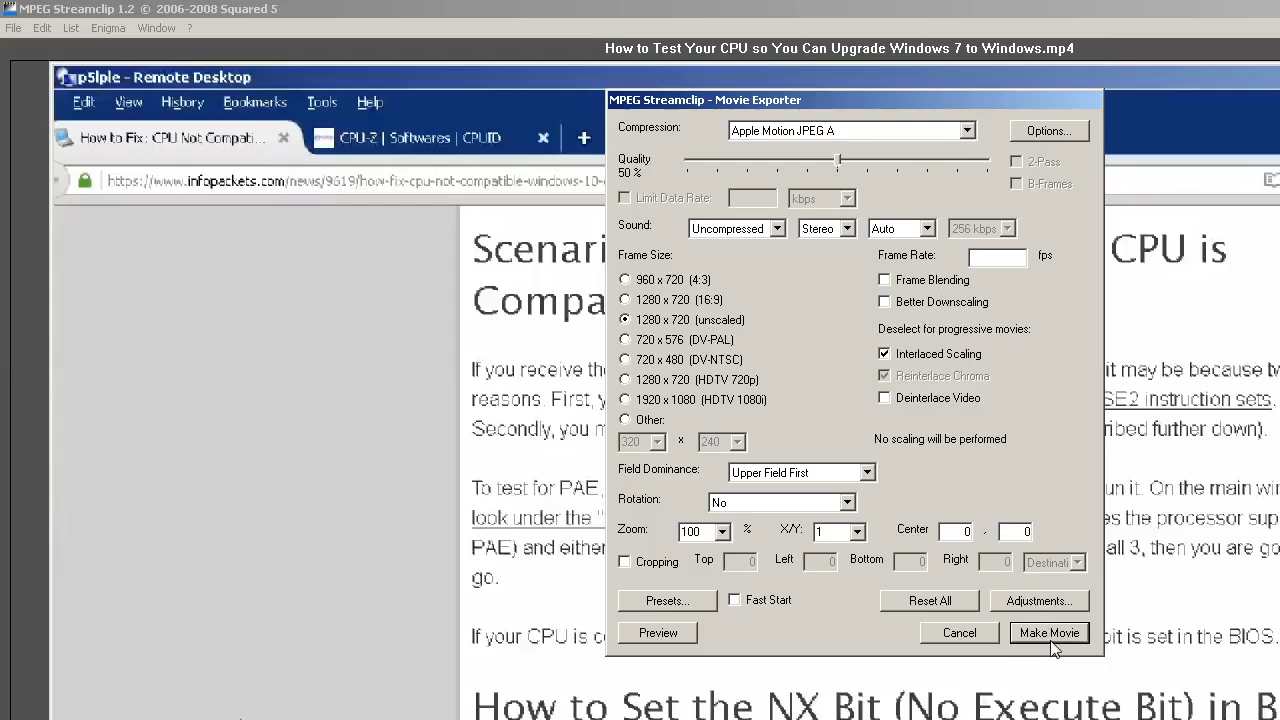 MPEG Streamclip 1.2 © 2006-2008 Squared 5
File Edit List Enigma Window ?
How to Test Your CPU so You Can Upgrade Windows 7 to Windows.mp4
p5lple - Remote Desktop
Edit View History Bookmarks Tools Help
How to Fix: CPU Not Compati...
CPU-Z | Softwares | CPUID
https://www.infopackets.com/news/9619/how-fix-cpu-not-compatible-windows-10-
MPEG Streamclip - Movie Exporter
Compression: Apple Motion JPEG A Options...
Quality 2-Pass
50 % B-Frames
Limit Data Rate: kbps
Sound: Uncompressed Stereo Auto 256 kbps
Frame Size: Frame Rate: fps
960 x 720 (4:3) Frame Blending
1280 x 720 (16:9) Better Downscaling
1280 x 720 (unscaled) Deselect for progressive movies:
720 x 576 (DV-PAL)
720 x 480 (DV-NTSC) Interlaced Scaling
1280 x 720 (HDTV 720p) Reinterlace Chroma
1920 x 1080 (HDTV 1080i) Deinterlace Video
Other:
320 x 240 No scaling will be performed
Field Dominance: Upper Field First
Rotation: No
Zoom: 100 % X/Y: 1 Center 0 , 0
Cropping Top 0 Left 0 Bottom 0 Right 0 Destinati
Presets... Fast Start Reset All Adjustments...
Preview Cancel Make Movie
Scenari CPU is
Compa
If you receive the it may be because tw
reasons. First, y SE2 instruction sets.
Secondly, you m ribed further down).
To test for PAE, un it. On the main win
look under the " es the processor sup
PAE) and either all 3, then you are go
go.
If your CPU is co bit is set in the BIOS.
How to Set the NX Bit (No Execute Bit) in B